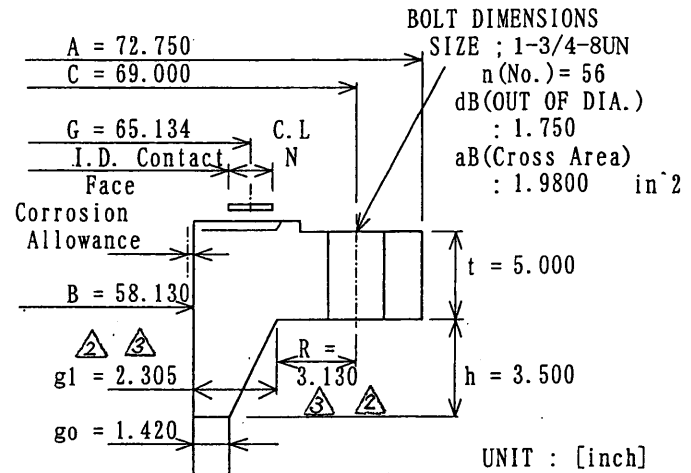 BOLT DIMENSIONS
A = 72.750
SIZE ; 1-3/4-8UN
C = 69.000
n(No.)= 56
dB(OUT OF DIA.)
: 1.750
G = 65.134
C.L
aB(Cross Area)
I.D. Contact
N
: 1.9800 in^2
Face
Corrosion
Allowance
t = 5.000
B = 58.130
2 3
R =
g1 = 2.305
3.130
h = 3.500
3 2
go = 1.420
UNIT : [inch]